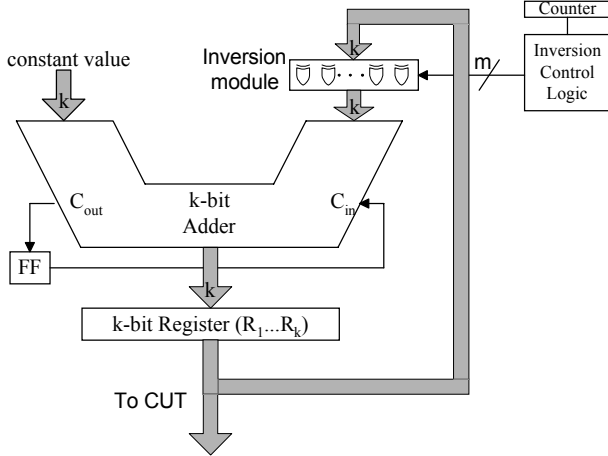 Counter
Inversion
Control
Logic
m
Inversion
module
. . .
constant value
k
k
C_out
k-bit
Adder
C_in
FF
k
k-bit Register (R_1...R_k)
To CUT